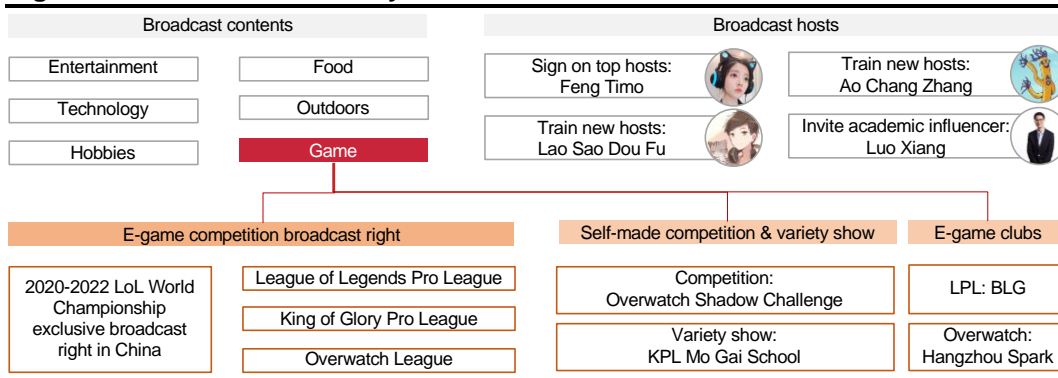 Broadcast contents
Broadcast hosts
Entertainment
Food
Technology
Outdoors
Hobbies
Game
Sign on top hosts:
Feng Timo
Train new hosts:
Ao Chang Zhang
Train new hosts:
Lao Sao Dou Fu
Invite academic influencer:
Luo Xiang
E-game competition broadcast right
Self-made competition & variety show
E-game clubs
2020-2022 LoL World
Championship
exclusive broadcast
right in China
League of Legends Pro League
King of Glory Pro League
Overwatch League
Competition:
Overwatch Shadow Challenge
Variety show:
KPL Mo Gai School
LPL: BLG
Overwatch:
Hangzhou Spark